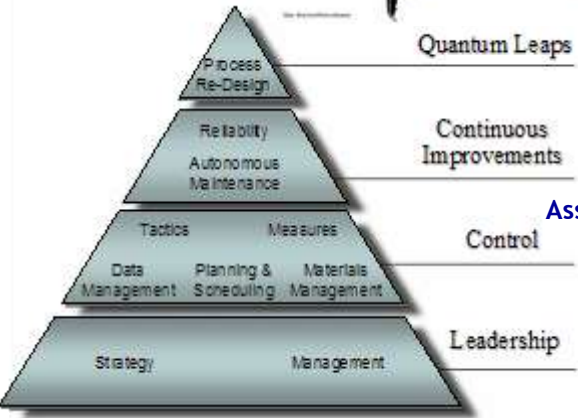 Quantum Leaps
Process
Re-Design
Reliability
Continuous
Improvements
Autonomous
Maintenance
Ass
Tactics Measures
Control
Data Planning & Materials
Management Scheduling Management
Leadership
Strategy Management